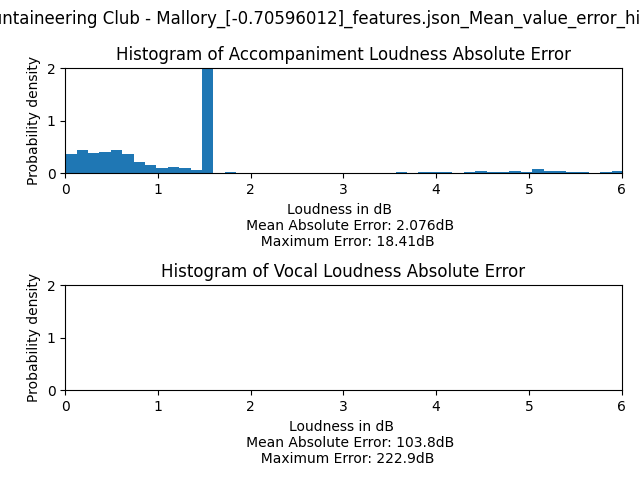 ntaineering Club - Mallory_[-0.70596012]_features.json_Mean_value_error_hi
Histogram of Accompaniment Loudness Absolute Error
Probability density
2
1
0
0 1 2 3 4 5 6
Loudness in dB
Mean Absolute Error: 2.076dB
Maximum Error: 18.41dB
Histogram of Vocal Loudness Absolute Error
Probability density
2
1
0
0 1 2 3 4 5 6
Loudness in dB
Mean Absolute Error: 103.8dB
Maximum Error: 222.9dB